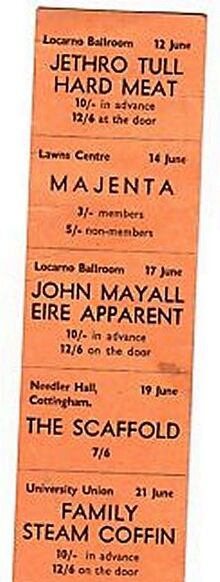 Locarno Ballroom 12 June
JETHRO TULL
HARD MEAT
10/- in advance
12/6 at the door
Lawns Centre 14 June
MAJENTA
3/- members
5/- non-members
Locarno Ballroom 17 June
JOHN MAYALL
EIRE APPARENT
10/- in advance
12/6 on the door
Needler Hall, 19 June
Cottingham.
THE SCAFFOLD
7/6
University Union 21 June
FAMILY
STEAM COFFIN
10/- in advance
12/6 on the door